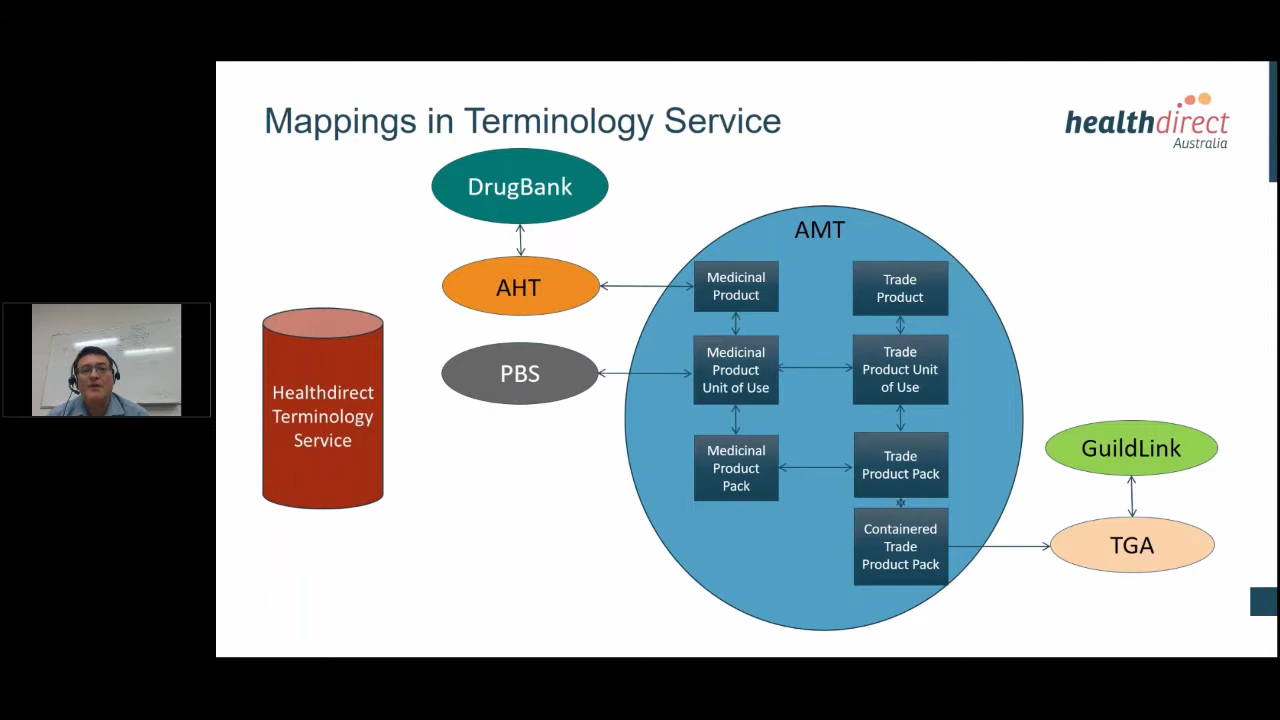 Mappings in Terminology Service
healthdirect
Australia
DrugBank
AHT
PBS
Healthdirect
Terminology
Service
AMT
Medicinal
Product
Trade
Product
Medicinal
Product
Unit of Use
Trade
Product Unit
of Use
Medicinal
Product
Pack
Trade
Product Pack
Containered
Trade
Product Pack
GuildLink
TGA